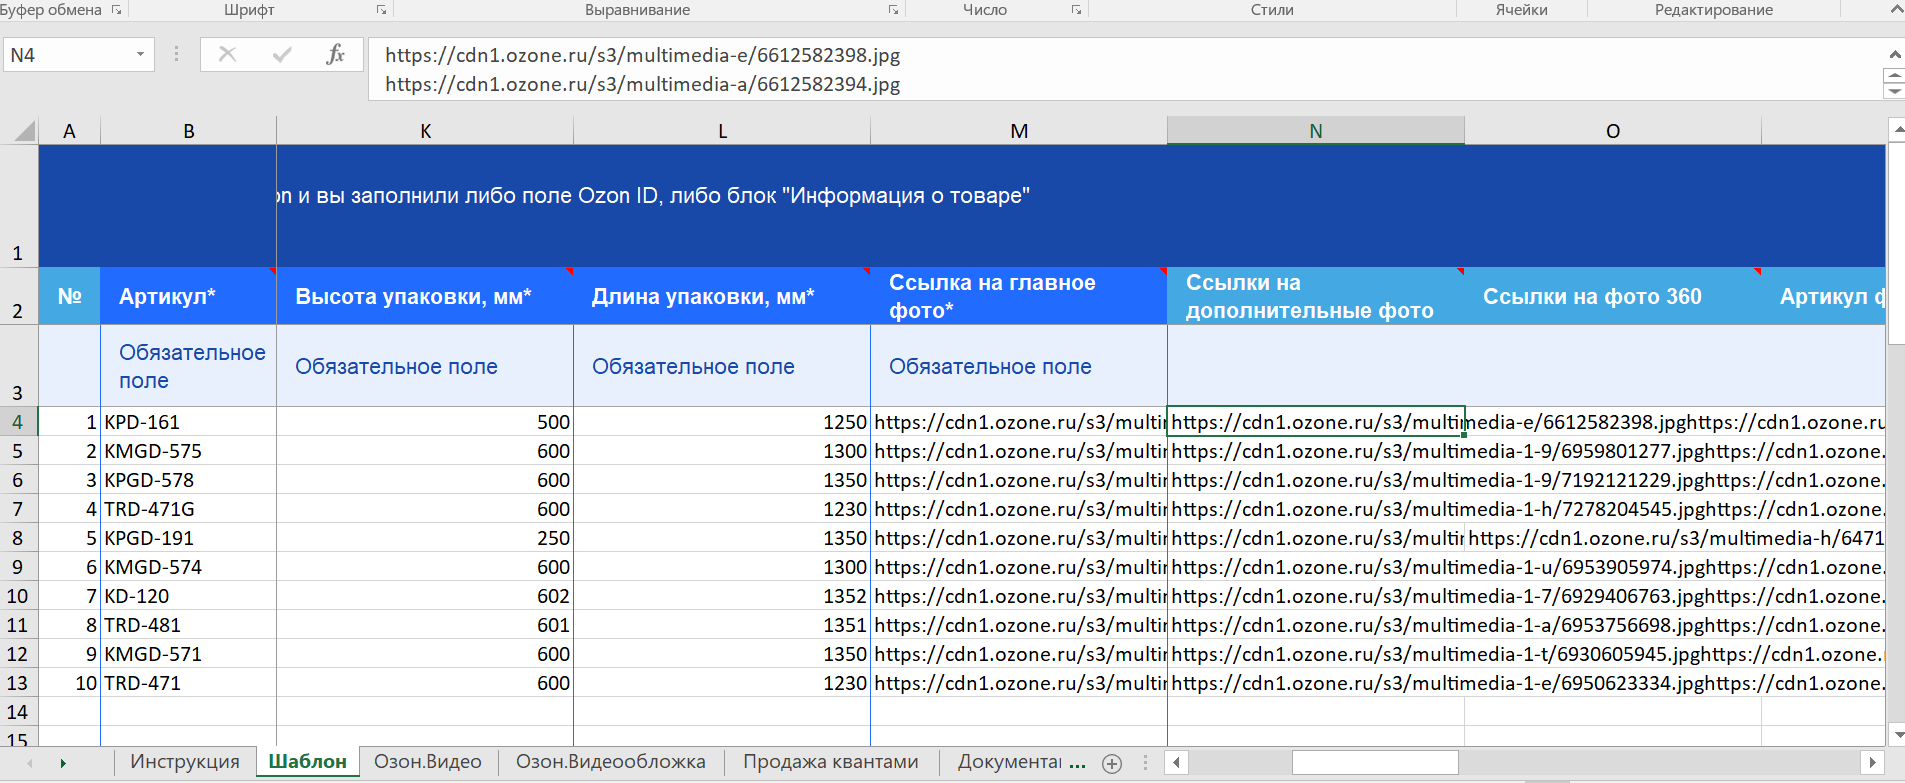 Буфер обмена Шрифт Выравнивание Число Стили Ячейки Редактирование
N4 fx https://cdn1.ozone.ru/s3/multimedia-e/6612582398.jpg
https://cdn1.ozone.ru/s3/multimedia-a/6612582394.jpg
A B K L M N O
1 on и вы заполнили либо поле Ozon ID, либо блок "Информация о товаре"
2 № Артикул* Высота упаковки, мм* Длина упаковки, мм* Ссылка на главное фото* Ссылки на дополнительные фото Ссылки на фото 360 Артикул ф
3 Обязательное поле Обязательное поле Обязательное поле Обязательное поле
4 1 KPD-161 500 1250 https://cdn1.ozone.ru/s3/multin https://cdn1.ozone.ru/s3/multimedia-e/6612582398.jpghttps://cdn1.ozone.ru
5 2 KMGD-575 600 1300 https://cdn1.ozone.ru/s3/multin https://cdn1.ozone.ru/s3/multimedia-1-9/6959801277.jpghttps://cdn1.ozone.
6 3 KPGD-578 600 1350 https://cdn1.ozone.ru/s3/multin https://cdn1.ozone.ru/s3/multimedia-1-9/7192121229.jpghttps://cdn1.ozone.
7 4 TRD-471G 600 1230 https://cdn1.ozone.ru/s3/multin https://cdn1.ozone.ru/s3/multimedia-1-h/7278204545.jpghttps://cdn1.ozone.
8 5 KPGD-191 250 1350 https://cdn1.ozone.ru/s3/multin https://cdn1.ozone.ru/s3/multin https://cdn1.ozone.ru/s3/multimedia-h/6471
9 6 KMGD-574 600 1300 https://cdn1.ozone.ru/s3/multin https://cdn1.ozone.ru/s3/multimedia-1-u/6953905974.jpghttps://cdn1.ozone.
10 7 KD-120 602 1352 https://cdn1.ozone.ru/s3/multin https://cdn1.ozone.ru/s3/multimedia-1-7/6929406763.jpghttps://cdn1.ozone.
11 8 TRD-481 601 1351 https://cdn1.ozone.ru/s3/multin https://cdn1.ozone.ru/s3/multimedia-1-a/6953756698.jpghttps://cdn1.ozone.
12 9 KMGD-571 600 1350 https://cdn1.ozone.ru/s3/multin https://cdn1.ozone.ru/s3/multimedia-1-t/6930605945.jpghttps://cdn1.ozone.
13 10 TRD-471 600 1230 https://cdn1.ozone.ru/s3/multin https://cdn1.ozone.ru/s3/multimedia-1-e/6950623334.jpghttps://cdn1.ozone.
14
15
Инструкция Шаблон Озон.Видео Озон.Видеообложка Продажа квантами Документа ...